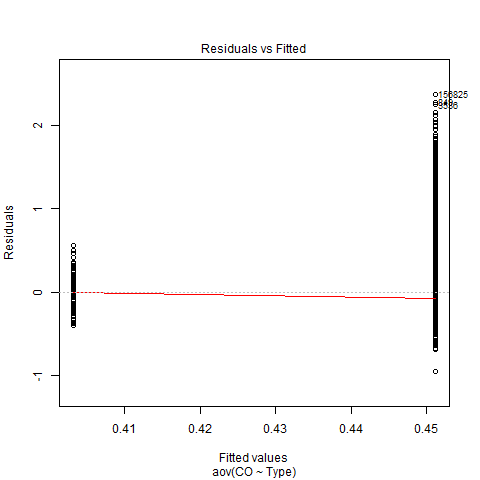 Residuals vs Fitted
Residuals
2
1
0
-1
156825
0.41
0.42
0.43
0.44
0.45
Fitted values
aov(CO ~ Type)